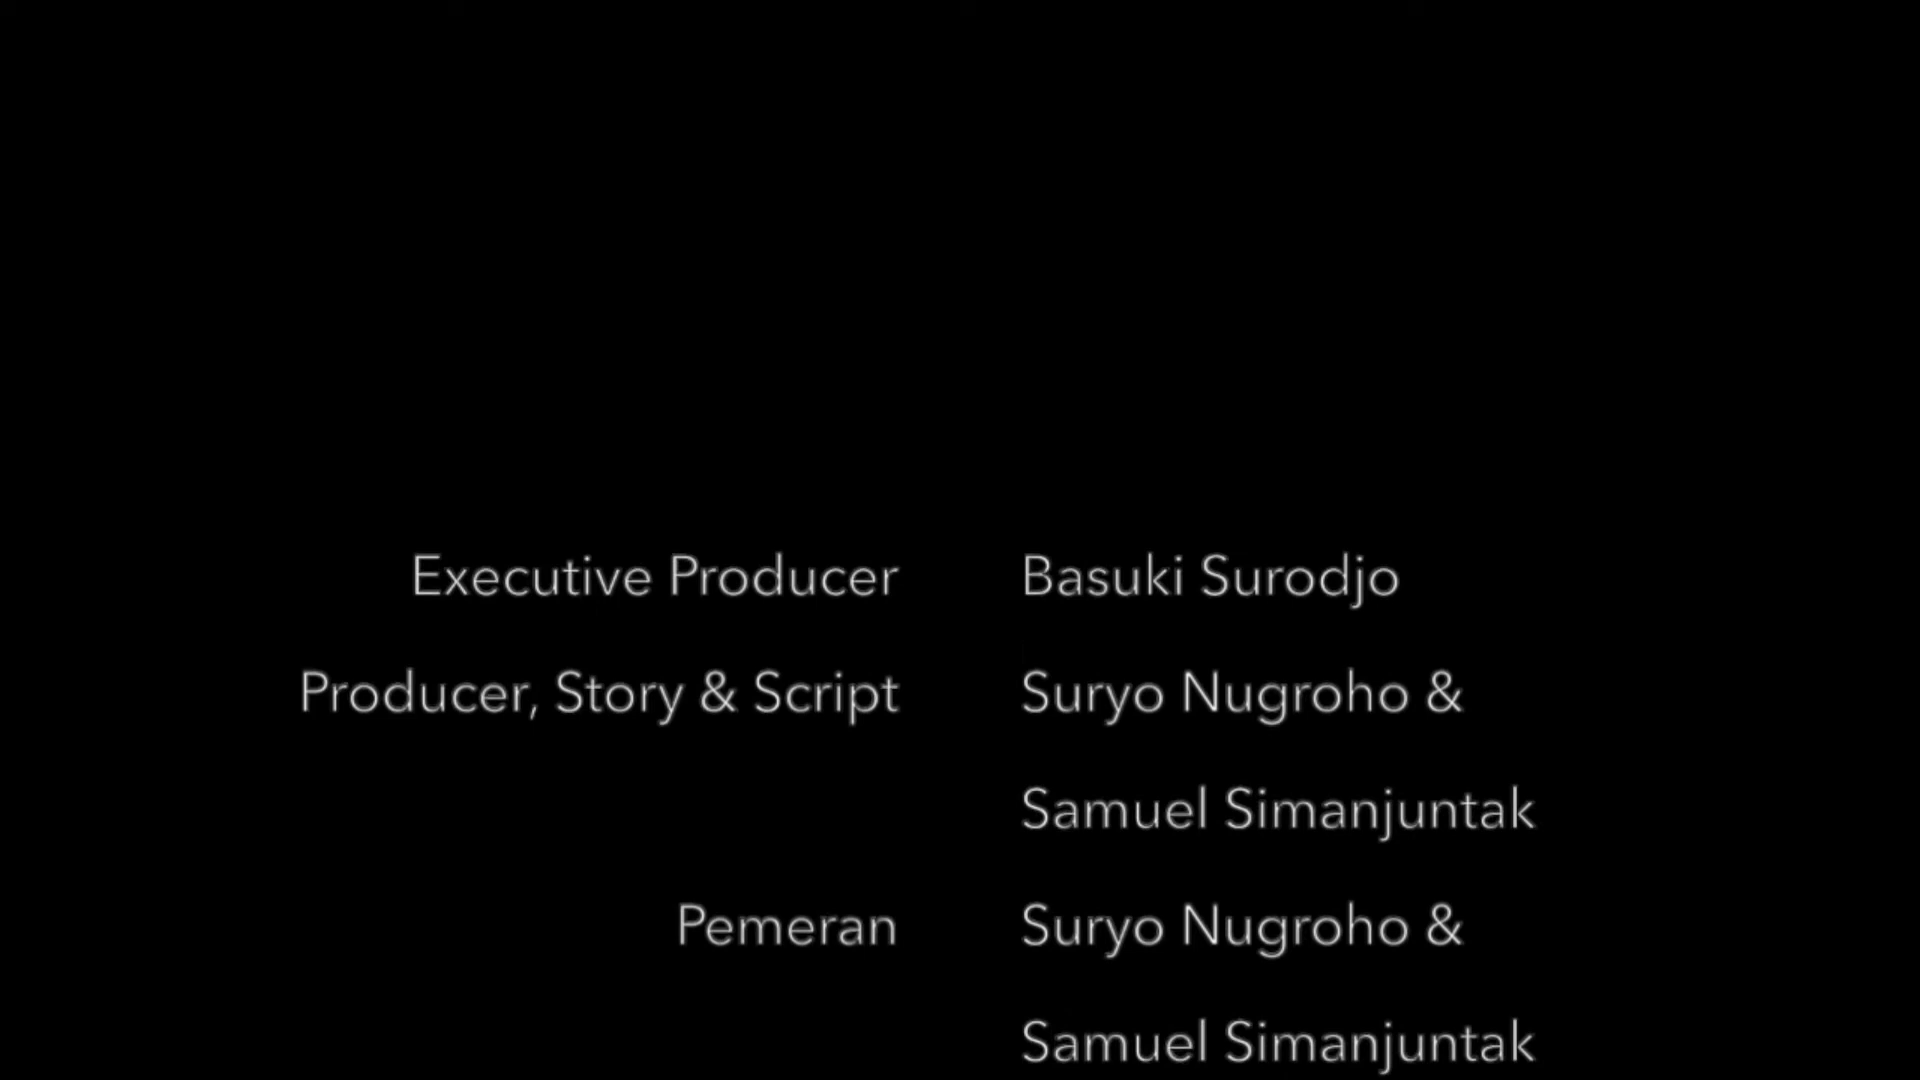 Executive Producer Basuki Surodjo
Producer, Story & Script Suryo Nugroho &
Samuel Simanjuntak
Pemeran Suryo Nugroho &
Samuel Simanjuntak